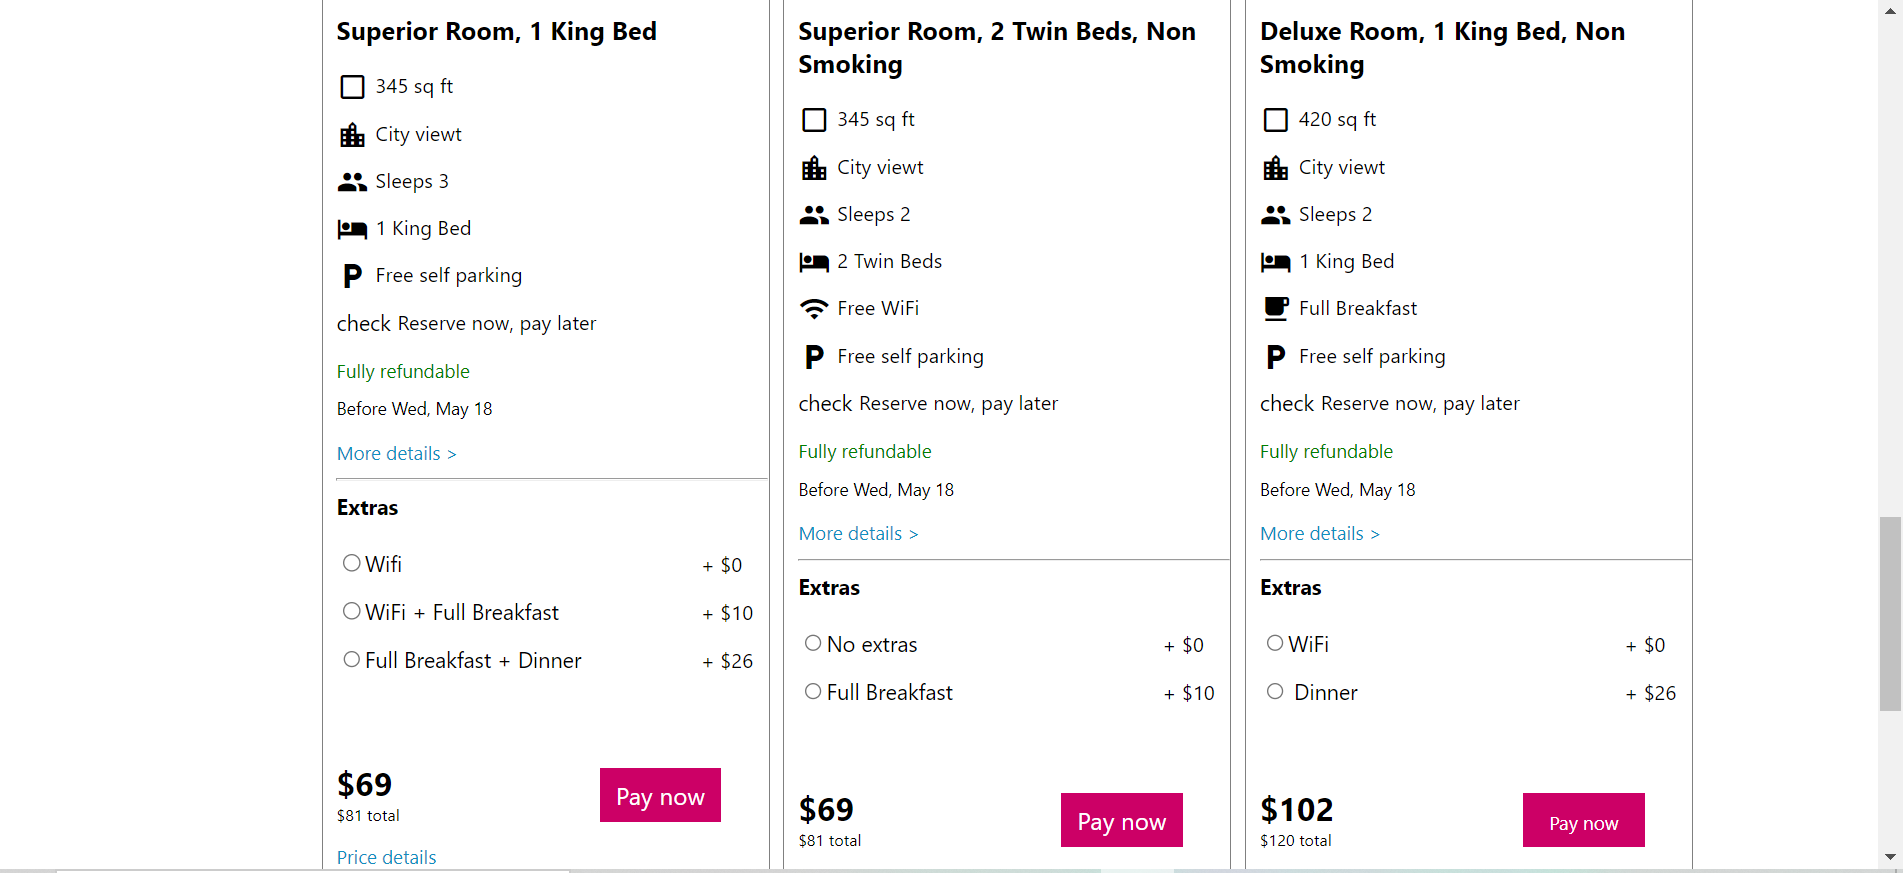 Superior Room, 1 King Bed
345 sq ft
City viewt
Sleeps 3
1 King Bed
P Free self parking
check Reserve now, pay later
Fully refundable
Before Wed, May 18
More details >
Extras
Wifi + $0
WiFi + Full Breakfast + $10
Full Breakfast + Dinner + $26
$69
$81 total
Pay now
Price details
Superior Room, 2 Twin Beds, Non
Smoking
345 sq ft
City viewt
Sleeps 2
2 Twin Beds
Free WiFi
P Free self parking
check Reserve now, pay later
Fully refundable
Before Wed, May 18
More details >
Extras
No extras + $0
Full Breakfast + $10
$69
$81 total
Pay now
Deluxe Room, 1 King Bed, Non
Smoking
420 sq ft
City viewt
Sleeps 2
1 King Bed
Full Breakfast
P Free self parking
check Reserve now, pay later
Fully refundable
Before Wed, May 18
More details >
Extras
WiFi + $0
Dinner + $26
$102
$120 total
Pay now